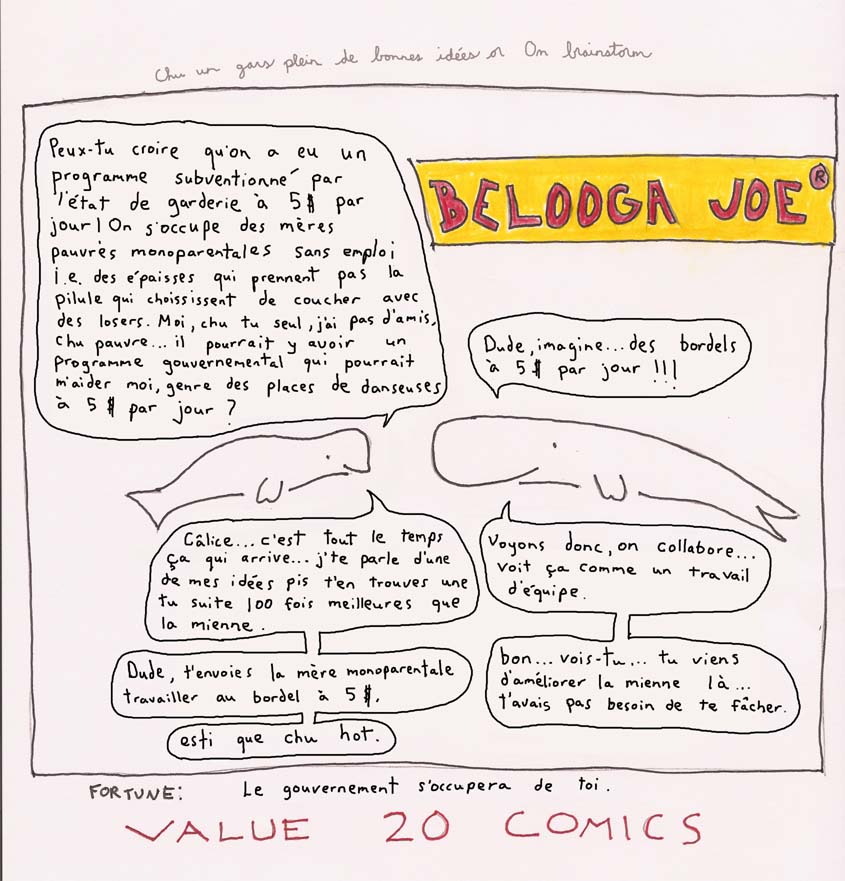 Chu un gars plein de bonnes idées or On brainstorm
Peux-tu croire qu'on a eu un
programme subventionné par
l'état de garderie à 5$ par
jour! On s'occupe des mères
pauvres monoparentales sans emploi
i.e. des épaisses qui prennent pas la
pilule qui choississent de coucher avec
des losers. Moi, chu tu seul, j'ai pas d'amis,
chu pauvre... il pourrait y avoir un
programme gouvernemental qui pourrait
m'aider moi, genre des places de danseuses
à 5$ par jour?
BELOOGA JOE ®
Dude, imagine... des bordels
à 5$ par jour!!!
Câlice... c'est tout le temps
ça qui arrive... j'te parle d'une
de mes idées pis t'en trouves une
tu suite 100 fois meilleures que
la mienne.
Voyons donc, on collabore...
voit ça comme un travail
d'équipe.
Dude, t'envoies la mère monoparentale
travailler au bordel à 5$.
esti que chu hot.
bon... vois-tu... tu viens
d'améliorer la mienne là...
t'avais pas besoin de te fâcher.
FORTUNE: Le gouvernement s'occupera de toi.
VALUE 20 COMICS